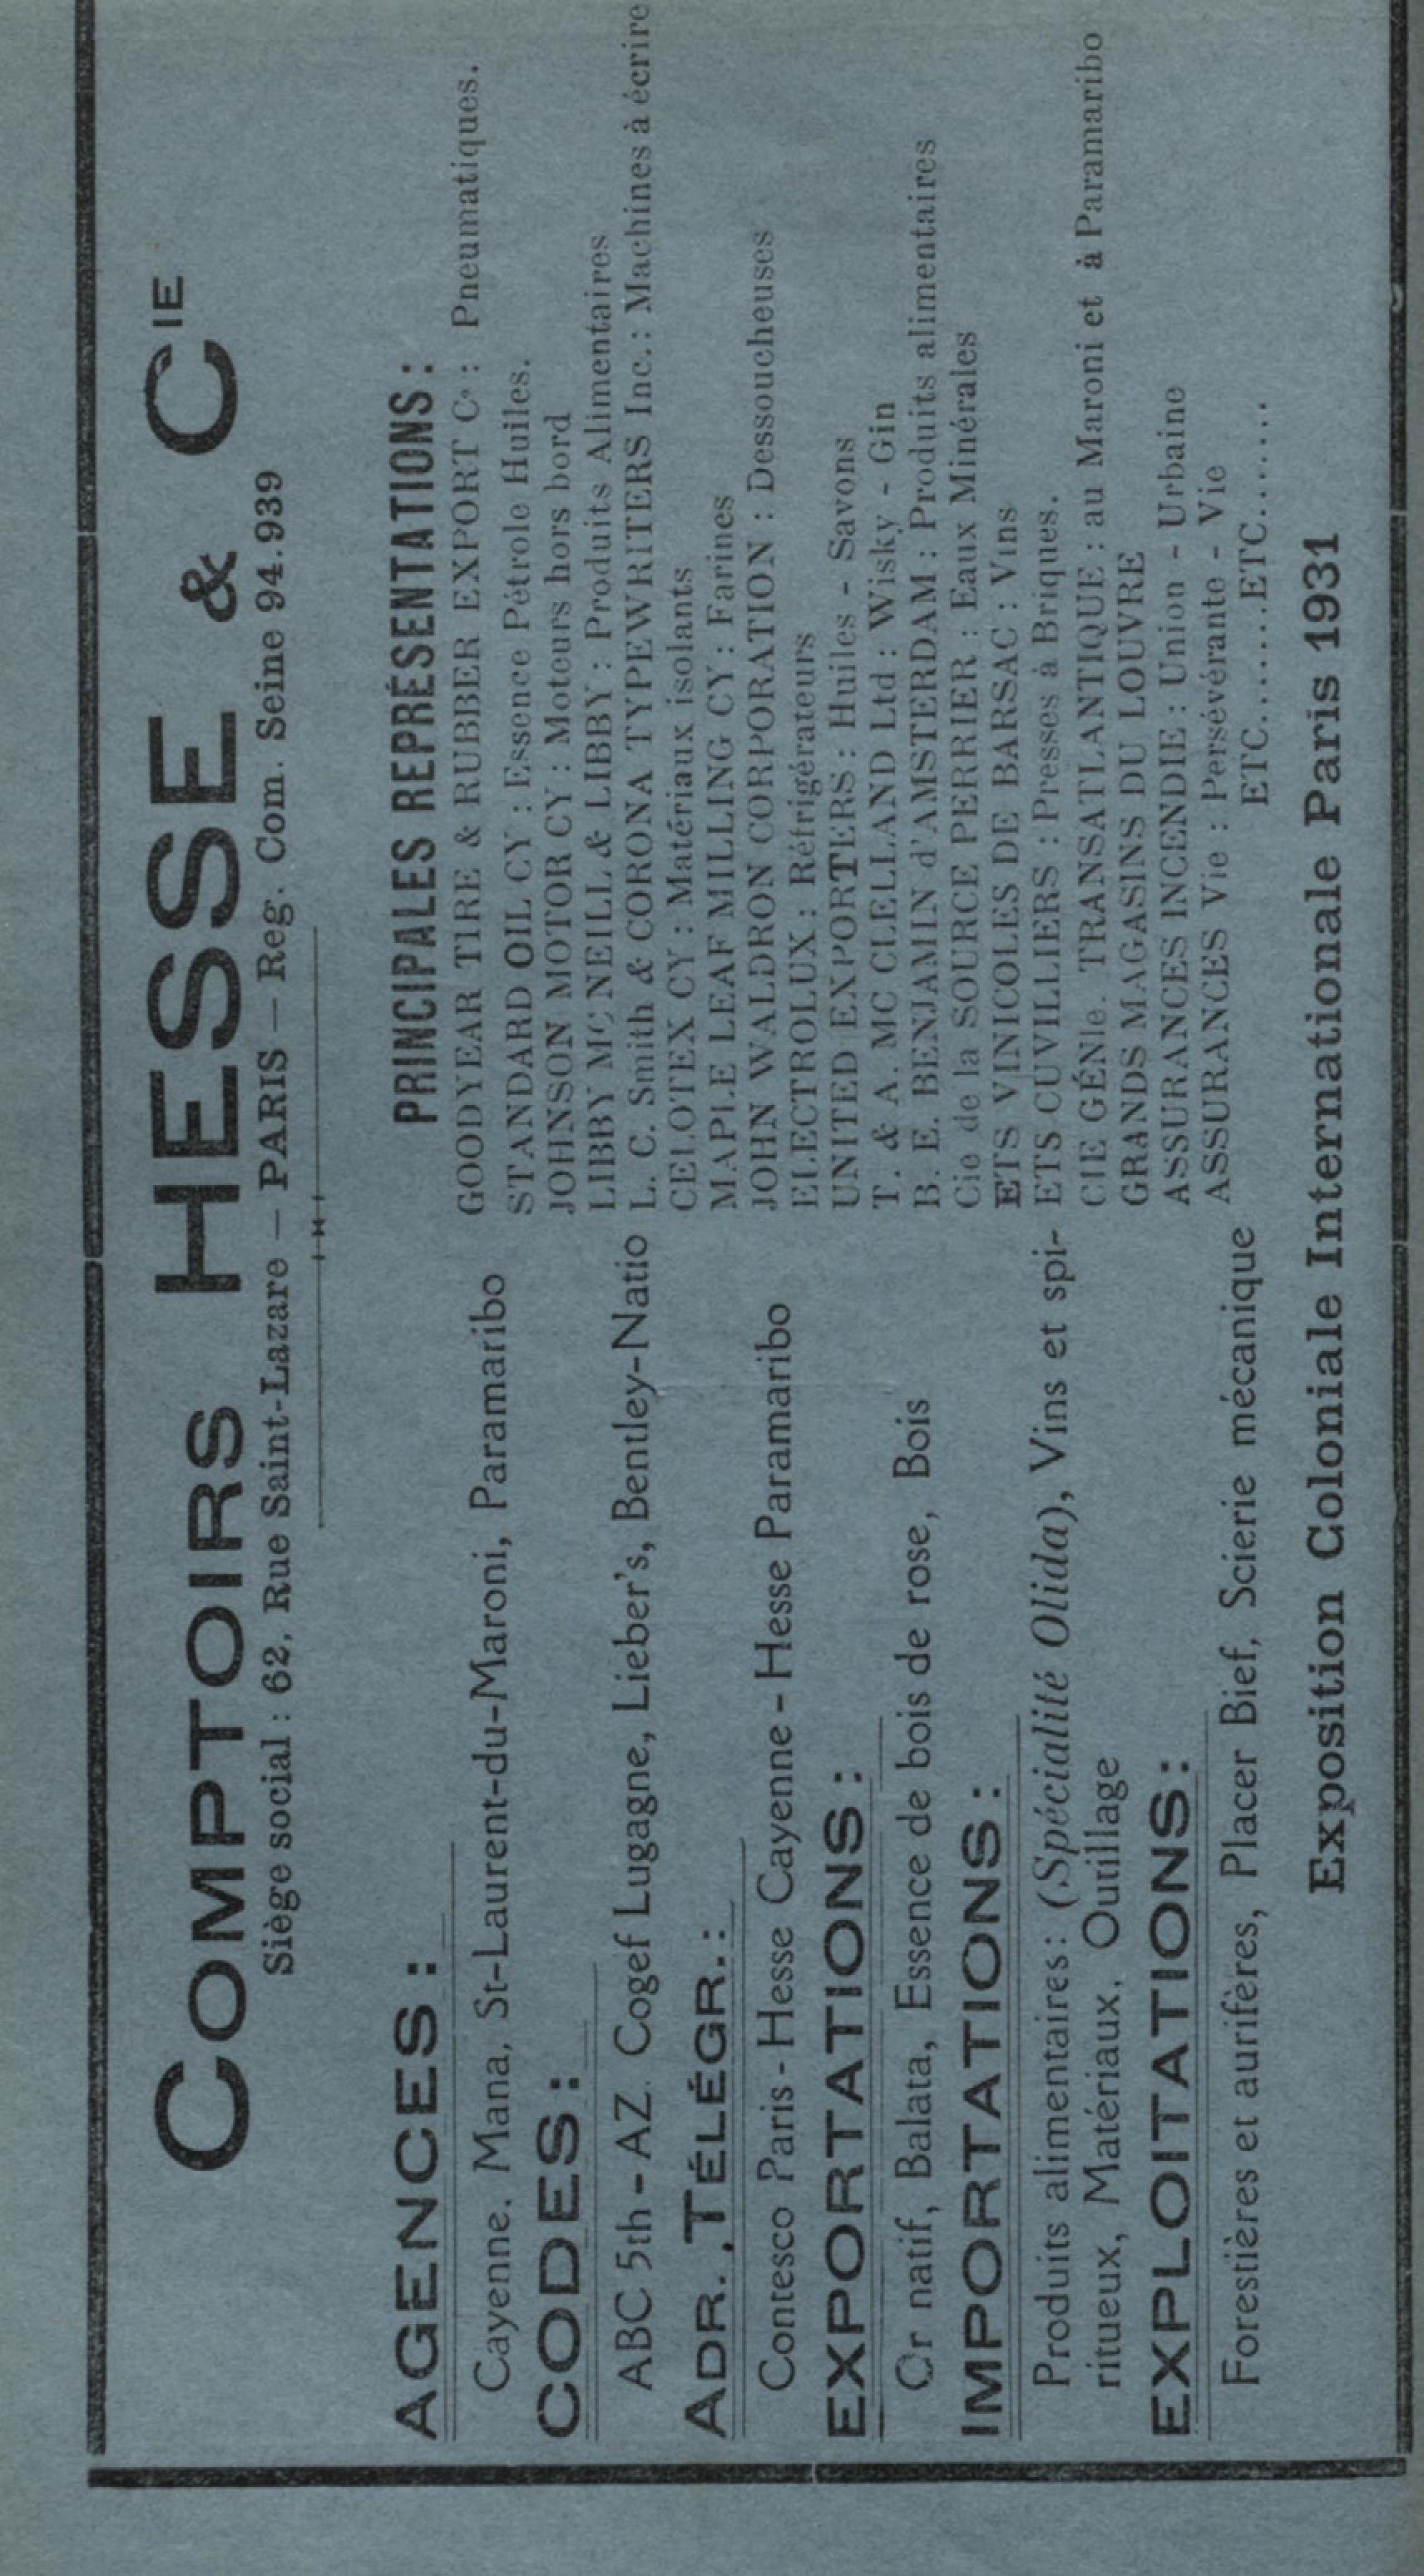 COMPTOIRS HESSE & CIE
Siège social : 62, Rue Saint-Lazare — PARIS — Reg. Com. Seine 94.939
AGENCES :
Cayenne. Mana, St-Laurent-du-Maroni, Paramaribo
CODES :
ABC 5th - AZ. Cogef Lugagne, Lieber's, Bentley-Natio
ADR. TÉLÉGR. :
Contesco Paris - Hesse Cayenne - Hesse Paramaribo
EXPORTATIONS :
Or natif, Balata, Essence de bois de rose, Bois
IMPORTATIONS :
Produits alimentaires : (Spécialité Olida), Vins et spi-
ritueux, Matériaux, Outillage
EXPLOITATIONS :
Forestières et aurifères, Placer Bief, Scierie mécanique
PRINCIPALES REPRÉSENTATIONS :
GOODYEAR TIRE & RUBBER EXPORT Co : Pneumatiques.
STANDARD OIL CY : Essence Pétrole Huiles.
JOHNSON MOTOR CY : Moteurs hors bord
LIBBY MC NEILL & LIBBY : Produits Alimentaires
L. C. Smith & CORONA TYPEWRITERS Inc. : Machines à écrire
CELOTEX CY : Matériaux isolants
MAPLE LEAF MILLING CY : Farines
JOHN WALDRON CORPORATION : Dessoucheuses
ELECTROLUX : Réfrigérateurs
UNITED EXPORTERS : Huiles - Savons
T. & A. MC CLELLAND Ltd : Wisky - Gin
B. E. BENJAMIN d'AMSTERDAM : Produits alimentaires
Cie de la SOURCE PERRIER : Eaux Minérales
ETS VINICOLES DE BARSAC : Vins
ETS CUVILLIERS : Presses à Briques.
CIE GÉNle. TRANSATLANTIQUE : au Maroni et à Paramaribo
GRANDS MAGASINS DU LOUVRE
ASSURANCES INCENDIE : Union - Urbaine
ASSURANCES Vie : Persévérante - Vie
ETC.......ETC......
Exposition Coloniale Internationale Paris 1931